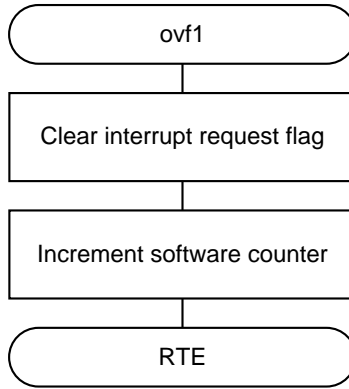 ovf1
Clear interrupt request flag
Increment software counter
RTE